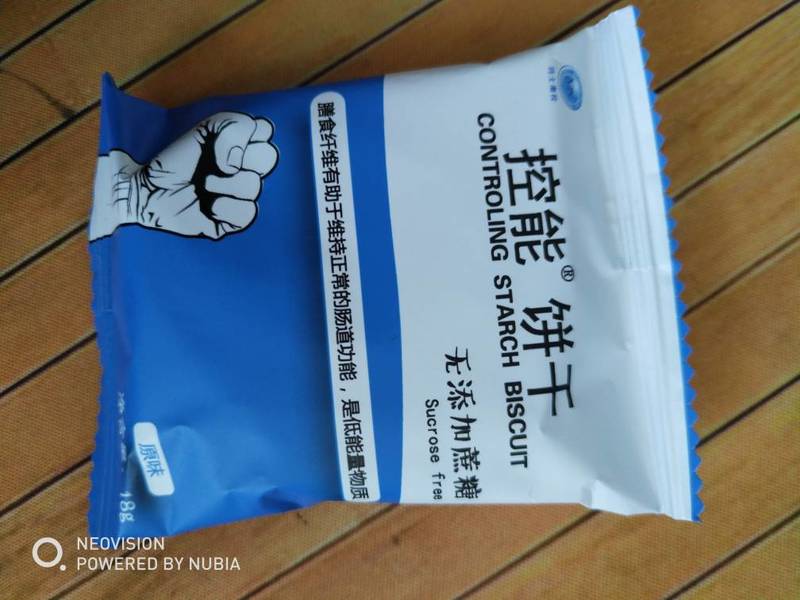 控能® 饼干
CONTROLING STARCH BISCUIT
无添加蔗糖
Sucrose free
膳食纤维有助于维持正常的肠道功能，是低能量物质
原味
18g
NEOVISION
POWERED BY NUBIA